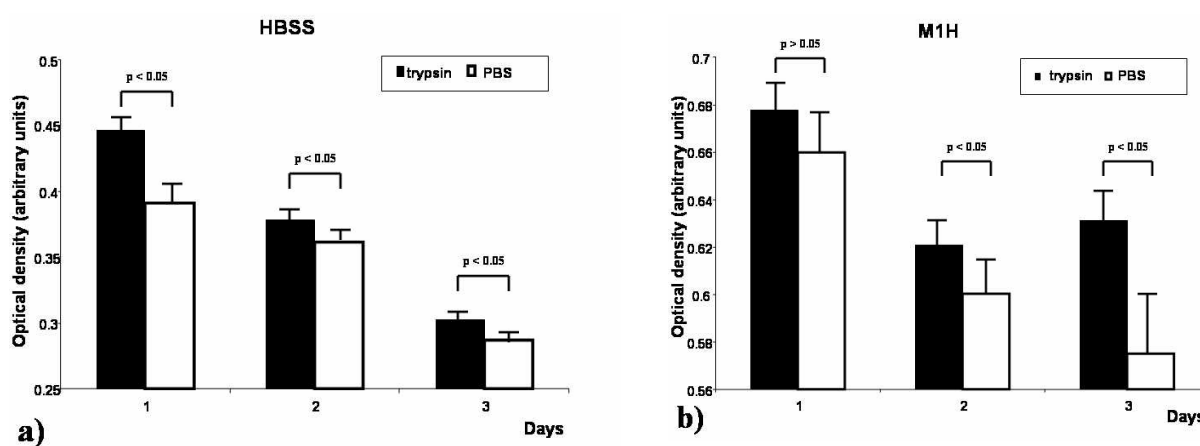 HBSS
0.5
0.45
0.4
0.35
0.3
0.25
Optical density (arbitrary units)
trypsin PBS
p < 0.05
p < 0.05
p < 0.05
1 2 3
Days
a)
M1H
0.7
0.68
0.66
0.64
0.62
0.6
0.58
0.56
Optical density (arbitrary units)
trypsin PBS
p > 0.05
p < 0.05
p < 0.05
1 2 3
Days
b)